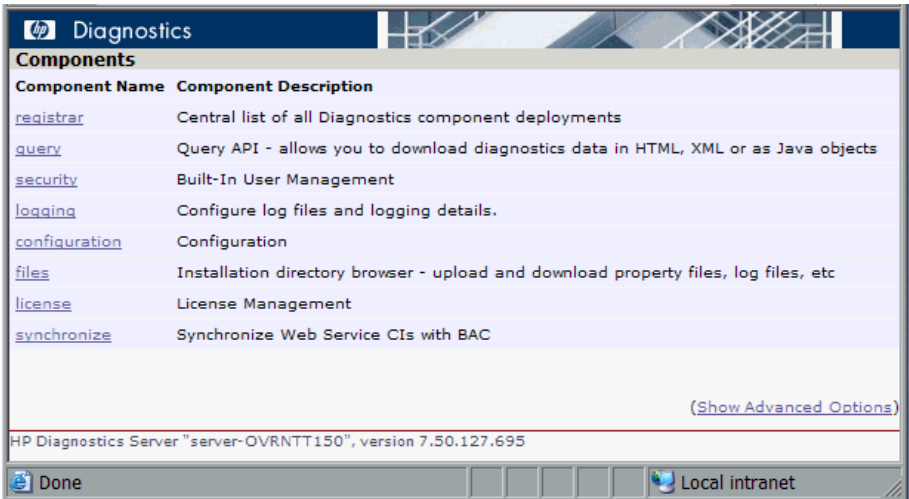 hp Diagnostics
Components
Component Name Component Description
registrar Central list of all Diagnostics component deployments
query Query API - allows you to download diagnostics data in HTML, XML or as Java objects
security Built-In User Management
logging Configure log files and logging details.
configuration Configuration
files Installation directory browser - upload and download property files, log files, etc
license License Management
synchronize Synchronize Web Service CIs with BAC
(Show Advanced Options)
HP Diagnostics Server "server-OVRNTT150", version 7.50.127.695
Done Local intranet